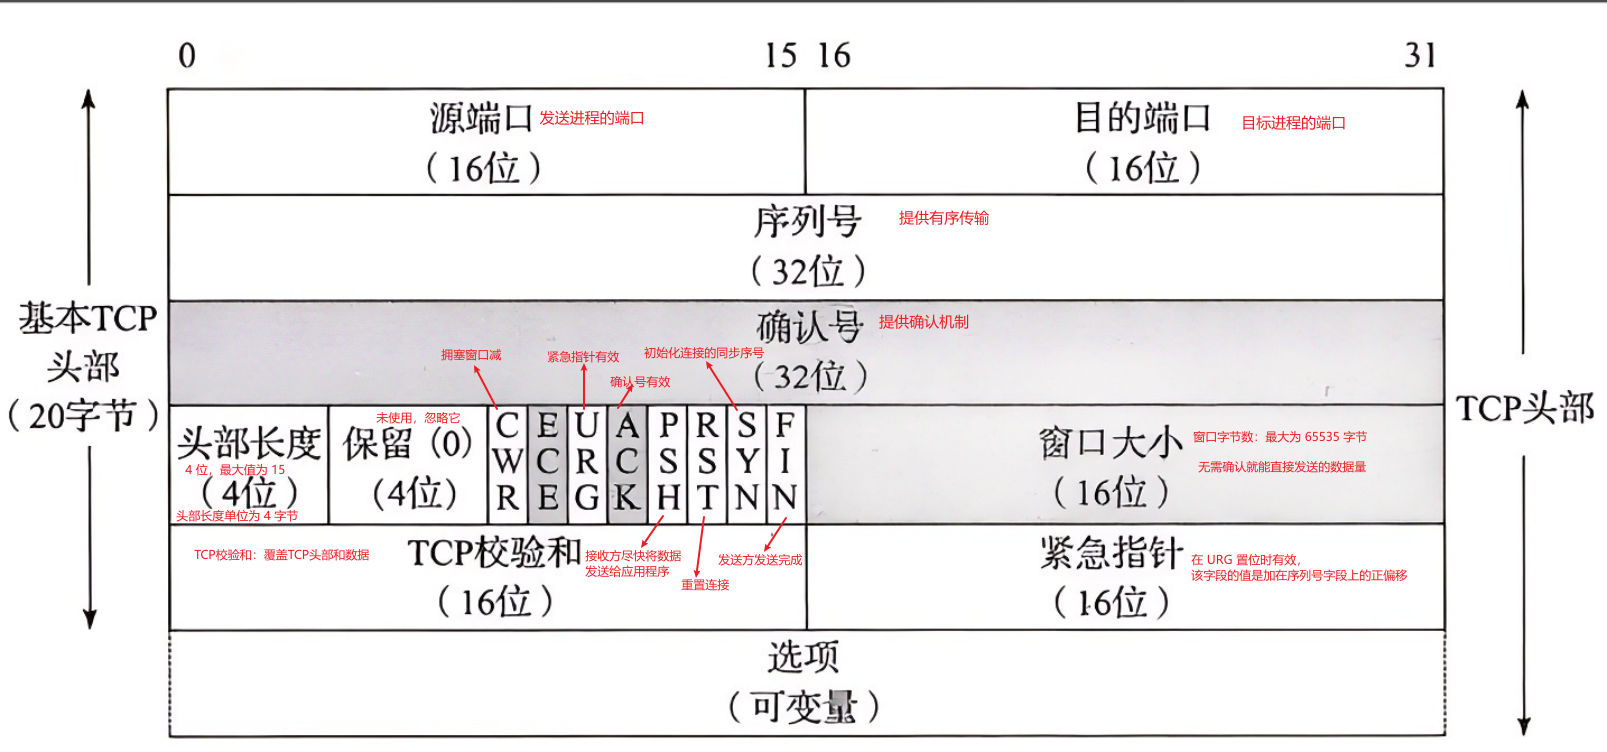 0
15 16
31
源端口 发送进程的端口
(16位)
目的端口 目标进程的端口
(16位)
序列号 提供有序传输
(32位)
基本TCP
头部
(20字节)
TCP头部
确认号 提供确认机制
(32位)
拥塞窗口减
紧急指针有效
确认号有效
初始化连接的同步序号
头部长度
4 位，最大值为 15
(4位)
头部长度单位为 4 字节
未使用，忽略它
保留 (0)
(4位)
CWR
ECE
URG
ACK
PSH
RST
SYN
FIN
窗口大小 窗口字节数：最大为 65535 字节
无需确认就能直接发送的数据量
(16位)
TCP校验和：覆盖TCP头部和数据
TCP校验和
(16位)
接收方尽快将数据
发送给应用程序
重置连接
发送方发送完成
紧急指针 在 URG 置位时有效，
该字段的值是加在序列号字段上的正偏移
(16位)
选项
(可变量)